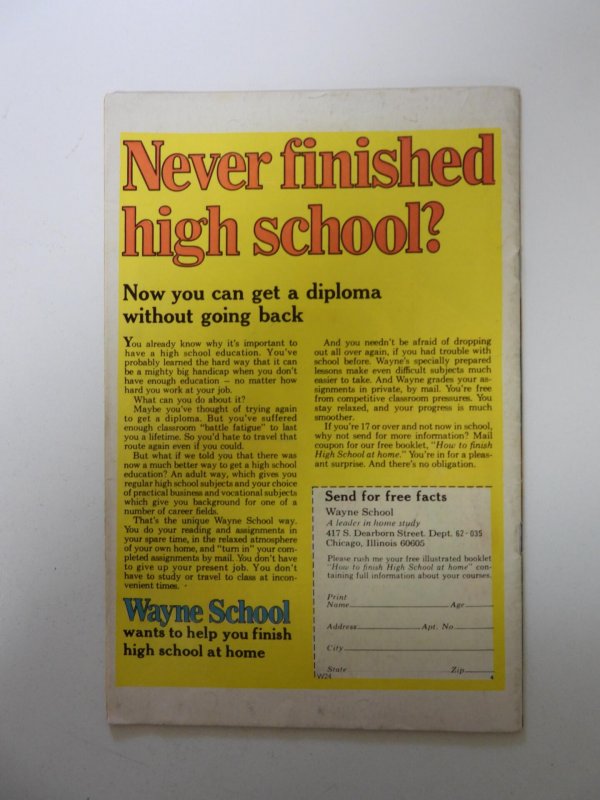 Never finished
high school?
Now you can get a diploma
without going back
You already know why it's important to
have a high school education. You've
probably learned the hard way that it can
be a mighty big handicap when you don't
have enough education — no matter how
hard you work at your job.
What can you do about it?
Maybe you've thought of trying again
to get a diploma. But you've suffered
enough classroom "battle fatigue" to last
you a lifetime. So you'd hate to travel that
route again even if you could.
But what if we told you that there was
now a much better way to get a high school
education? An adult way, which gives you
regular high school subjects and your choice
of practical business and vocational subjects
which give you background for one of a
number of career fields.
That's the unique Wayne School way.
You do your reading and assignments in
your spare time, in the relaxed atmosphere
of your own home, and "turn in" your com-
pleted assignments by mail. You don't have
to give up your present job. You don't
have to study or travel to class at incon-
venient times.
Wayne School
wants to help you finish
high school at home
And you needn't be afraid of dropping
out all over again, if you had trouble with
school before. Wayne's specially prepared
lessons make even difficult subjects much
easier to take. And Wayne grades your as-
signments in private, by mail. You're free
from competitive classroom pressures. You
stay relaxed, and your progress is much
smoother.
If you're 17 or over and not now in school,
why not send for more information? Mail
coupon for our free booklet, "How to finish
High School at home." You're in for a pleas-
ant surprise. And there's no obligation.
Send for free facts
Wayne School
A leader in home study
417 S. Dearborn Street. Dept. 62-035
Chicago, Illinois 60605
Please rush me your free illustrated booklet
"How to finish High School at home" con-
taining full information about your courses.
Print
Name Age
Address Apt. No.
City
State Zip
W24